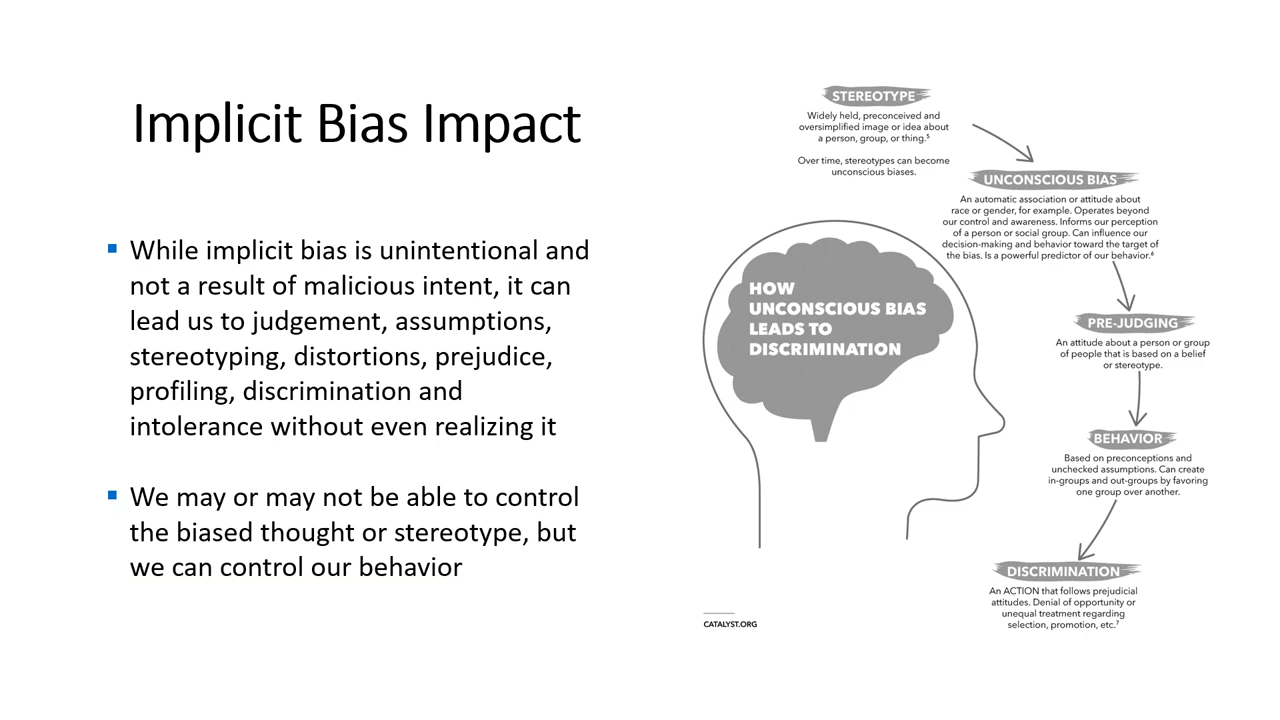 Implicit Bias Impact
While implicit bias is unintentional and
not a result of malicious intent, it can
lead us to judgement, assumptions,
stereotyping, distortions, prejudice,
profiling, discrimination and
intolerance without even realizing it
We may or may not be able to control
the biased thought or stereotype, but
we can control our behavior
STEREOTYPE
Widely held, preconceived and
oversimplified image or idea about
a person, group, or thing.⁵
Over time, stereotypes can become
unconscious biases.
UNCONSCIOUS BIAS
An automatic association or attitude about
race or gender, for example. Operates beyond
our control and awareness. Informs our perception
of a person or social group. Can influence our
decision-making and behavior toward the target of
the bias. Is a powerful predictor of our behavior.⁶
HOW
UNCONSCIOUS BIAS
LEADS TO
DISCRIMINATION
PRE-JUDGING
An attitude about a person or group
of people that is based on a belief
or stereotype.
BEHAVIOR
Based on preconceptions and
unchecked assumptions. Can create
in-groups and out-groups by favoring
one group over another.
DISCRIMINATION
An ACTION that follows prejudicial
attitudes. Denial of opportunity or
unequal treatment regarding
selection, promotion, etc.⁷
CATALYST.ORG